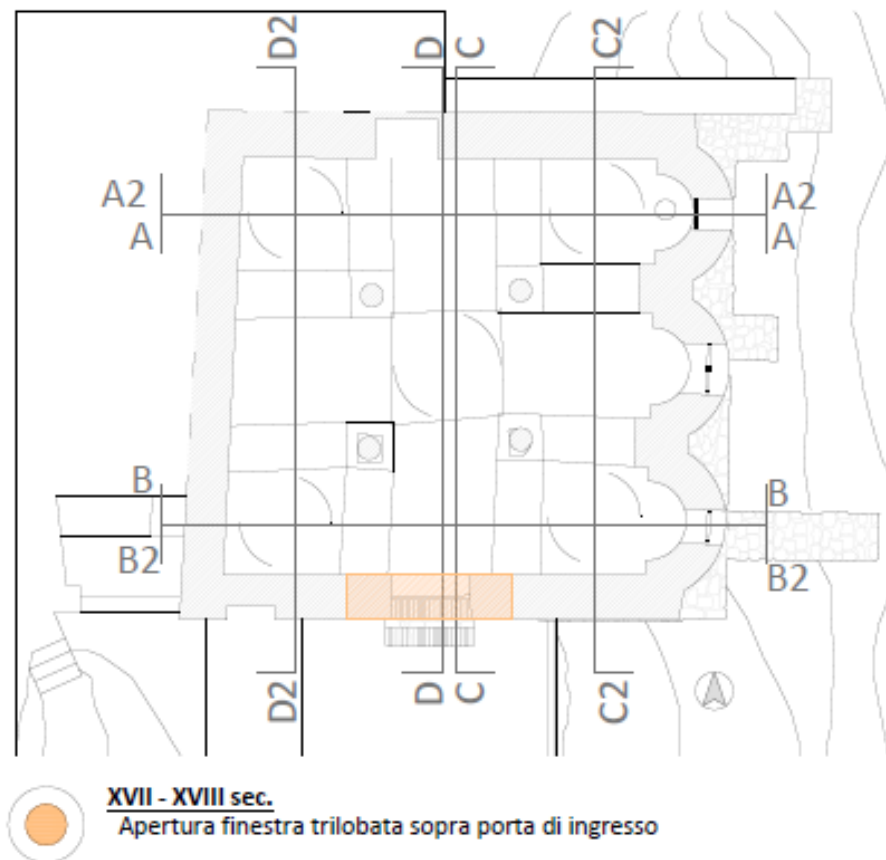 D2 D C C2
A2 A2
A A
B B
B2 B2
D2 D C C2
XVII - XVIII sec.
Apertura finestra trilobata sopra porta di ingresso